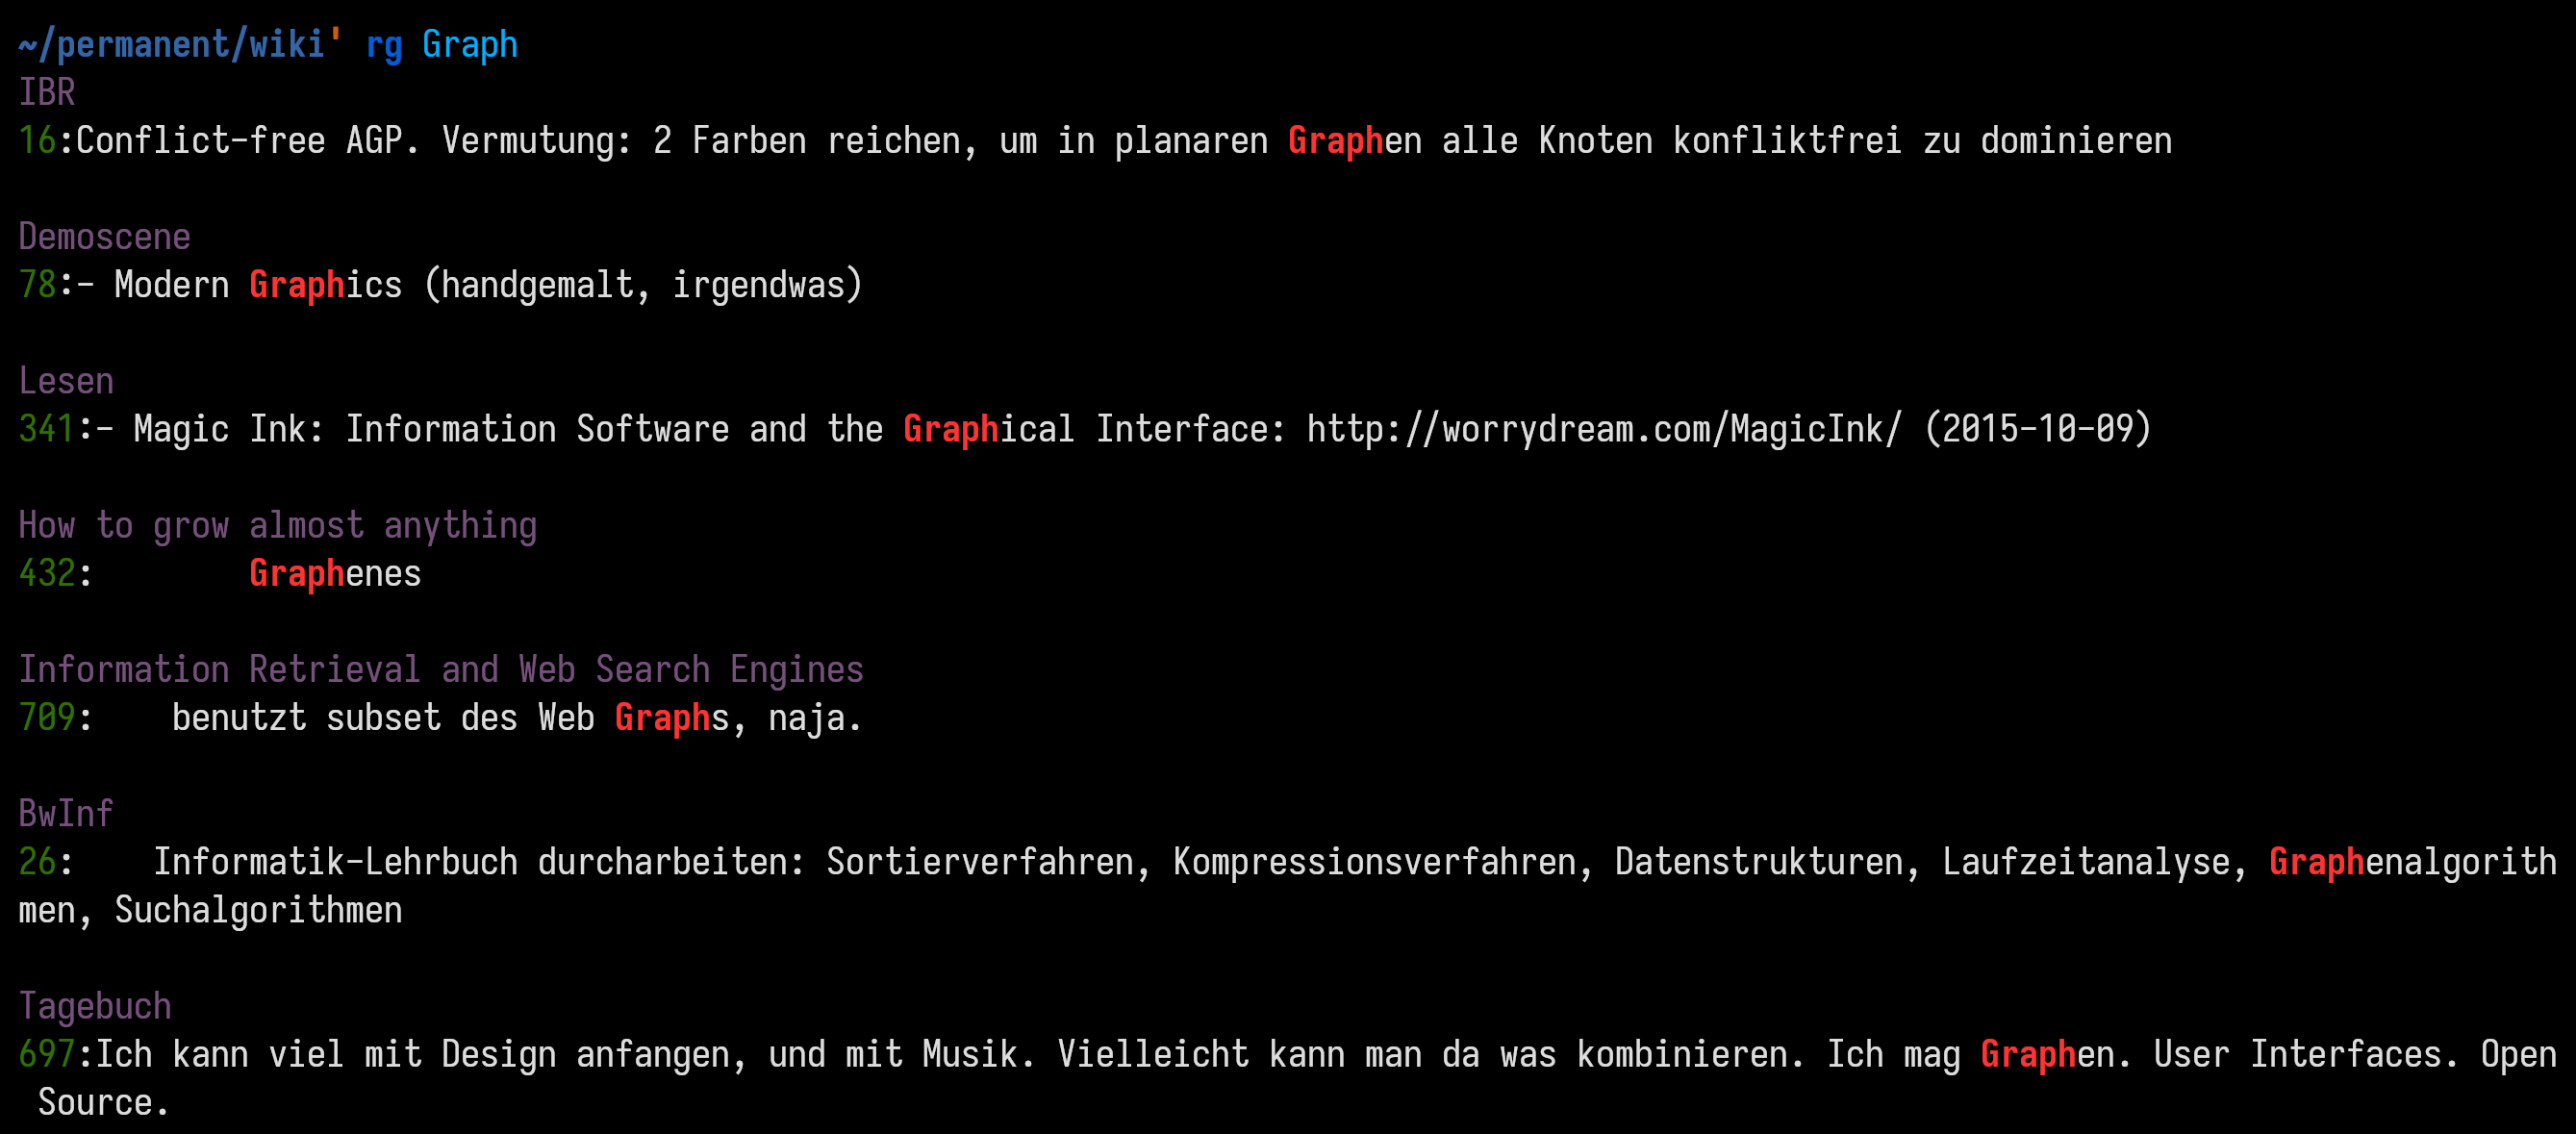 ~/permanent/wiki' rg Graph
IBR
16:Conflict-free AGP. Vermutung: 2 Farben reichen, um in planaren Graphen alle Knoten konfliktfrei zu dominieren
Demoscene
78:- Modern Graphics (handgemalt, irgendwas)
Lesen
341:- Magic Ink: Information Software and the Graphical Interface: http://worrydream.com/MagicInk/ (2015-10-09)
How to grow almost anything
432:        Graphenes
Information Retrieval and Web Search Engines
709:    benutzt subset des Web Graphs, naja.
BwInf
26:    Informatik-Lehrbuch durcharbeiten: Sortierverfahren, Kompressionsverfahren, Datenstrukturen, Laufzeitanalyse, Graphenalgorith
men, Suchalgorithmen
Tagebuch
697:Ich kann viel mit Design anfangen, und mit Musik. Vielleicht kann man da was kombinieren. Ich mag Graphen. User Interfaces. Open
 Source.